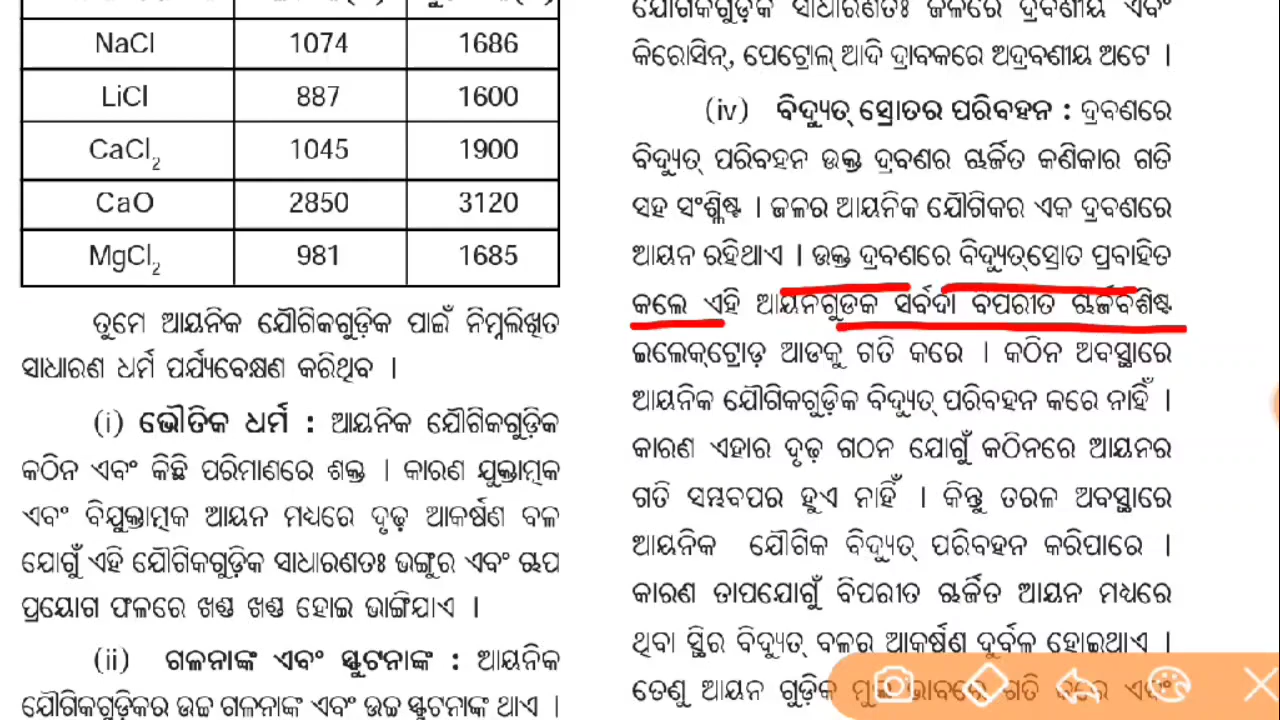 NaCl 1074 1686
LiCl 887 1600
CaCl₂ 1045 1900
CaO 2850 3120
MgCl₂ 981 1685
ତୁମେ ଆୟନିକ ଯୌଗିକଗୁଡ଼ିକ ପାଇଁ ନିମ୍ନଲିଖିତ
ସାଧାରଣ ଧର୍ମ ପର୍ଯ୍ୟବେକ୍ଷଣ କରିଥିବ ।
(i) ଭୌତିକ ଧର୍ମ : ଆୟନିକ ଯୌଗିକଗୁଡ଼ିକ
କଠିନ ଏବଂ କିଛି ପରିମାଣରେ ଶକ୍ତ । କାରଣ ଯୁକ୍ତାତ୍ମକ
ଏବଂ ବିଯୁକ୍ତାତ୍ମକ ଆୟନ ମଧ୍ୟରେ ଦୃଢ଼ ଆକର୍ଷଣ ବଳ
ଯୋଗୁଁ ଏହି ଯୌଗିକଗୁଡ଼ିକ ସାଧାରଣତଃ ଭଙ୍ଗୁର ଏବଂ ଚାପ
ପ୍ରୟୋଗ ଫଳରେ ଖଣ୍ଡ ଖଣ୍ଡ ହୋଇ ଭାଙ୍ଗିଯାଏ ।
(ii) ଗଳନାଙ୍କ ଏବଂ ସ୍ଫୁଟନାଙ୍କ : ଆୟନିକ
ଯୌଗିକଗୁଡ଼ିକର ଉଚ୍ଚ ଗଳନାଙ୍କ ଏବଂ ଉଚ୍ଚ ସ୍ଫୁଟନାଙ୍କ ଥାଏ ।
ଯୌଗିକଗୁଡ଼ିକ ସାଧାରଣତଃ ଜଳରେ ଦ୍ରବଣୀୟ ଏବଂ
କିରୋସିନ୍, ପେଟ୍ରୋଲ୍ ଆଦି ଦ୍ରାବକରେ ଅଦ୍ରବଣୀୟ ଅଟେ ।
(iv) ବିଦ୍ୟୁତ୍ ସ୍ରୋତର ପରିବହନ : ଦ୍ରବଣରେ
ବିଦ୍ୟୁତ୍ ପରିବହନ ଉକ୍ତ ଦ୍ରବଣର ଚାର୍ଜିତ କଣିକାର ଗତି
ସହ ସଂଶ୍ଳିଷ୍ଟ । ଜଳର ଆୟନିକ ଯୌଗିକର ଏକ ଦ୍ରବଣରେ
ଆୟନ ରହିଥାଏ । ଉକ୍ତ ଦ୍ରବଣରେ ବିଦ୍ୟୁତ୍‌ସ୍ରୋତ ପ୍ରବାହିତ
କଲେ ଏହି ଆୟନଗୁଡିକ ସର୍ବଦା ବିପରୀତ ଚାର୍ଜବିଶିଷ୍ଟ
ଇଲେକ୍‌ଟ୍ରୋଡ଼ ଆଡକୁ ଗତି କରେ । କଠିନ ଅବସ୍ଥାରେ
ଆୟନିକ ଯୌଗିକଗୁଡ଼ିକ ବିଦ୍ୟୁତ୍ ପରିବହନ କରେ ନାହିଁ ।
କାରଣ ଏହାର ଦୃଢ଼ ଗଠନ ଯୋଗୁଁ କଠିନରେ ଆୟନର
ଗତି ସମ୍ଭବପର ହୁଏ ନାହିଁ । କିନ୍ତୁ ତରଳ ଅବସ୍ଥାରେ
ଆୟନିକ ଯୌଗିକ ବିଦ୍ୟୁତ୍ ପରିବହନ କରିପାରେ ।
କାରଣ ତାପଯୋଗୁଁ ବିପରୀତ ଚାର୍ଜିତ ଆୟନ ମଧ୍ୟରେ
ଥିବା ସ୍ଥିର ବିଦ୍ୟୁତ୍ ବଳର ଆକର୍ଷଣ ଦୁର୍ବଳ ହୋଇଥାଏ ।
ତେଣୁ ଆୟନ ଗୁଡ଼ିକ ମୁକ୍ତ ଭାବରେ ଗତି କରେ ଏବଂ